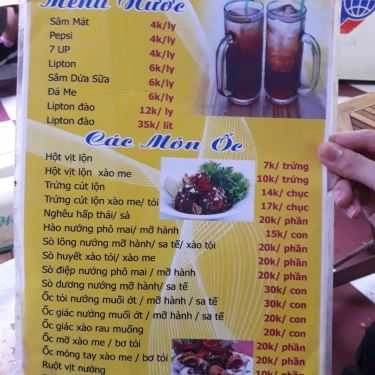 Menu Nước
Sâm Mát 4k/ly
Pepsi 4k/ly
7 UP 4k/ly
Lipton 6k/ly
Sâm Dứa Sữa 6k/ly
Đá Me 6k/ly
Lipton đào 12k/ ly
Lipton đào 35k/ lít
Các Món Ốc
Hột vịt lộn 7k/ trứng
Hột vịt lộn xào me 10k/ trứng
Trứng cút lộn 14k/ chục
Trứng cút lộn xào me/ tỏi 17k/ chục
Nghêu hấp thái/ sả 20k/ phần
Hào nướng phô mai/ mỡ hành 15k/ con
Sò lông nướng mỡ hành/ sa tế/ xào tỏi 20k/ phần
Sò huyết xào tỏi/ xào me 20k/ phần
Sò điệp nướng phô mai / mỡ hành 20k/ phần
Sò dương nướng mỡ hành/ sa tế 30k/ con
Ốc tỏi nướng muối ớt / mỡ hành / sa tế 30k/ con
Ốc giác nướng muối ớt / mỡ hành / sa tế 20k/ con
Ốc giác xào rau muống 20k/ con
Ốc mỡ xào me / bơ tỏi 20k/ phần
Ốc móng tay xào me / bơ tỏi 20k/ phần
Ruột vịt nướng 10k/ phần